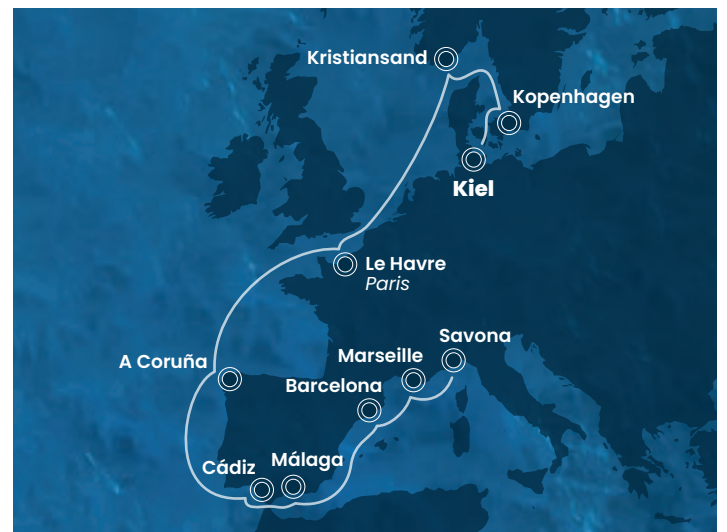 Kristiansand
Kopenhagen
Kiel
Le Havre
Paris
Savona
Marseille
A Coruña
Barcelona
Málaga
Cádiz